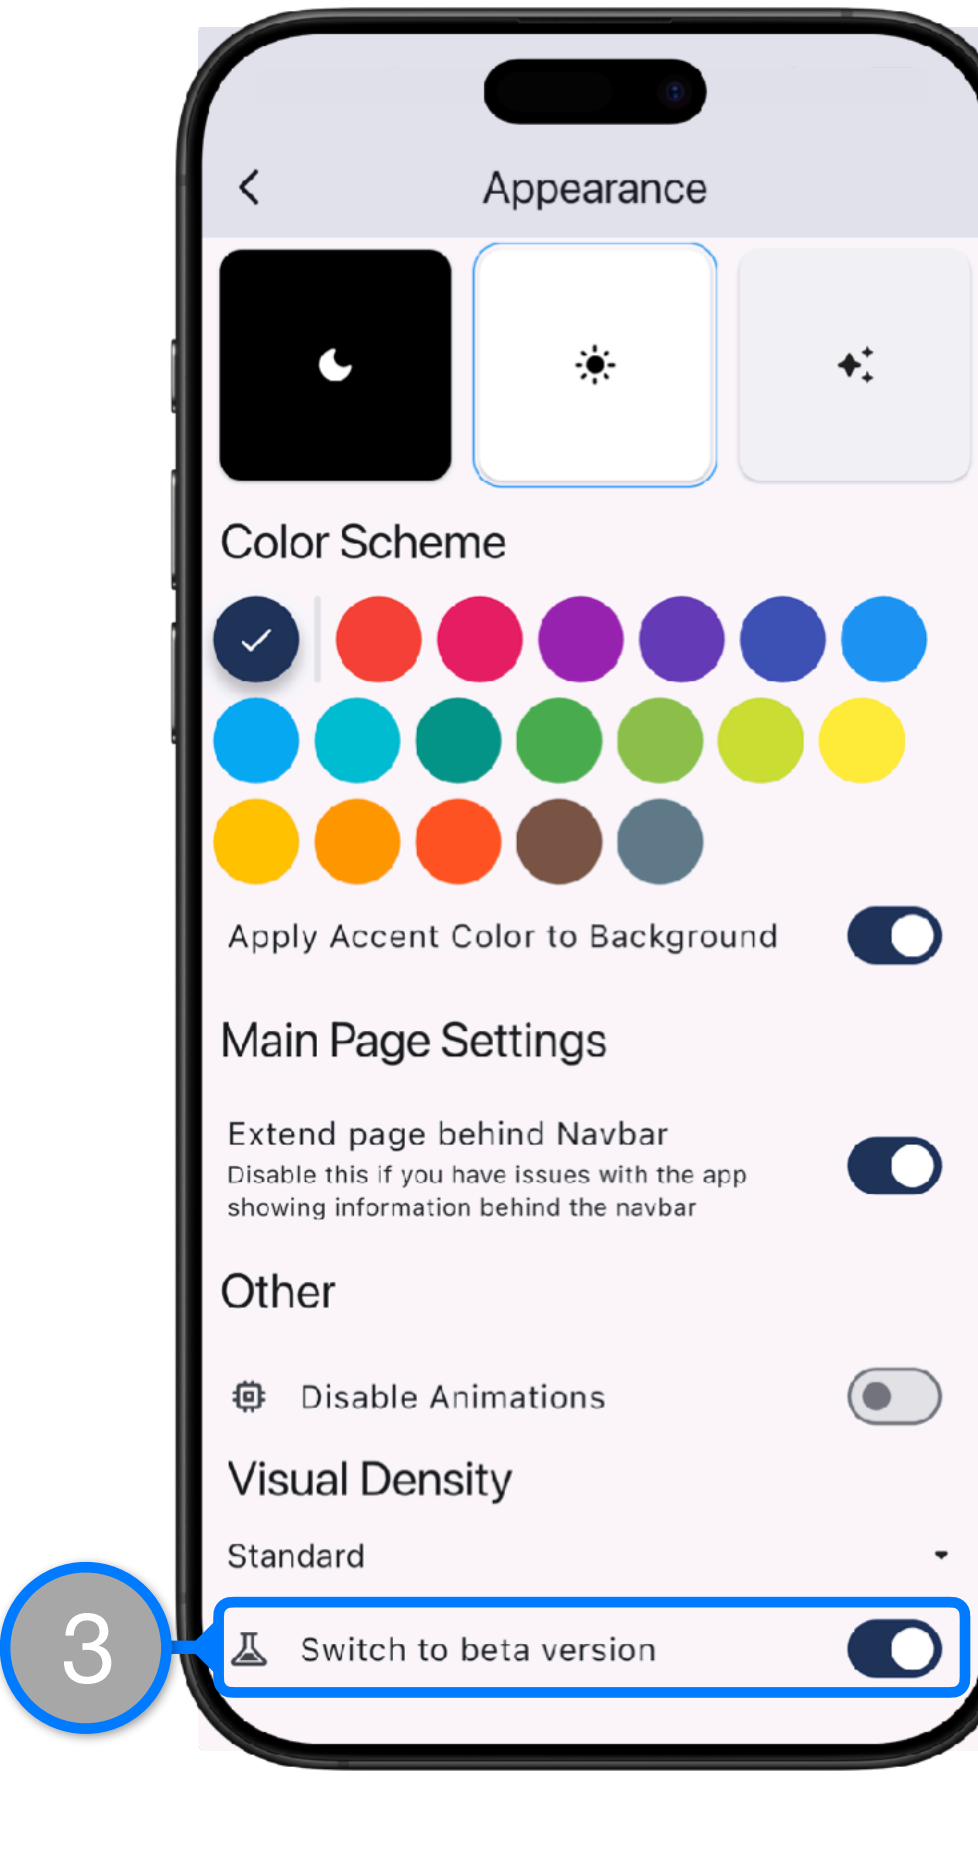 Appearance
Color Scheme
Apply Accent Color to Background
Main Page Settings
Extend page behind Navbar
Disable this if you have issues with the app
showing information behind the navbar
Other
Disable Animations
Visual Density
Standard
3
Switch to beta version